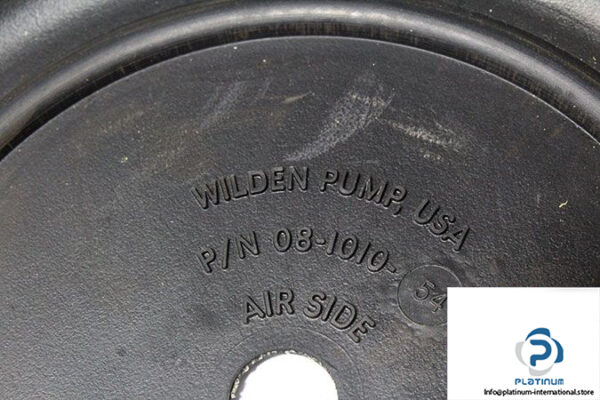 WILDEN PUMP, USA
P/N 08-1010-54
AIR SIDE
PLATINUM
Info@platinum-international.store